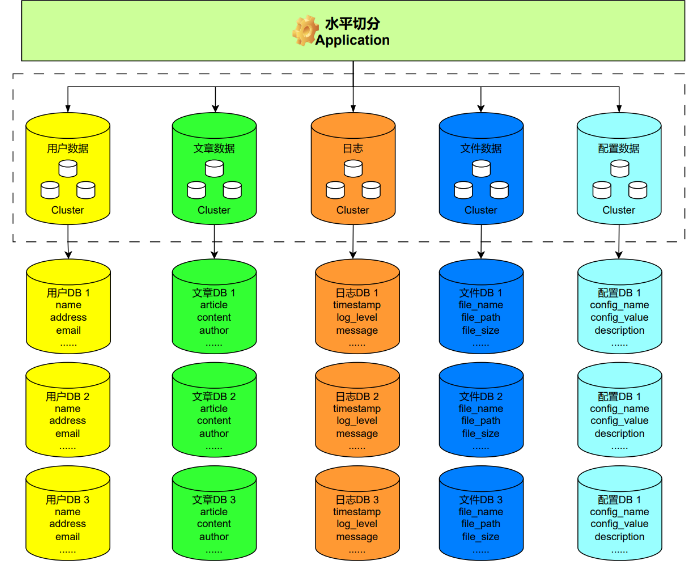 水平切分
Application
用户数据
Cluster
文章数据
Cluster
日志
Cluster
文件数据
Cluster
配置数据
Cluster
用户DB 1
name
address
email
......
文章DB 1
article
content
author
......
日志DB 1
timestamp
log_level
message
......
文件DB 1
file_name
file_path
file_size
......
配置DB 1
config_name
config_value
description
......
用户DB 2
name
address
email
......
文章DB 2
article
content
author
......
日志DB 2
timestamp
log_level
message
......
文件DB 2
file_name
file_path
file_size
......
配置DB 1
config_name
config_value
description
......
用户DB 3
name
address
email
......
文章DB 3
article
content
author
......
日志DB 3
timestamp
log_level
message
......
文件DB 3
file_name
file_path
file_size
......
配置DB 1
config_name
config_value
description
......